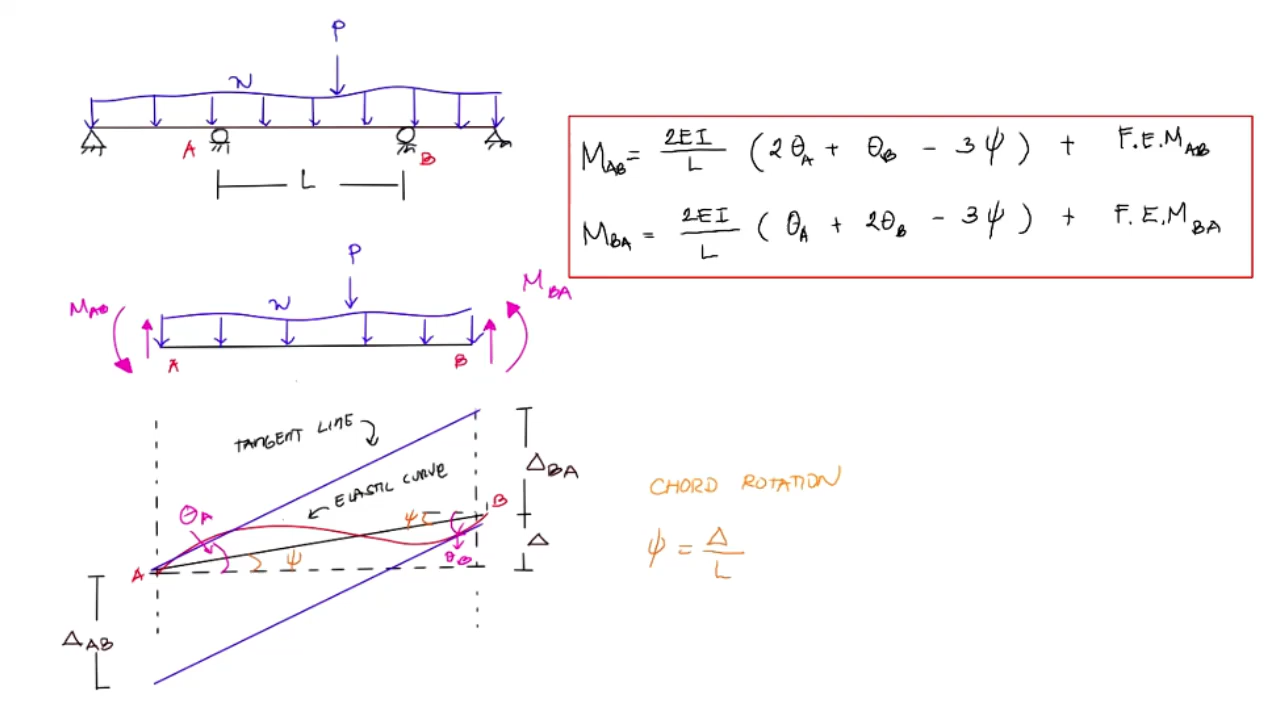 P
w
A
B
L
M_AB = 2EI/L (2θ_A + θ_B - 3ψ) + F.E.M_AB
M_BA = 2EI/L (θ_A + 2θ_B - 3ψ) + F.E.M_BA
P
w
M_AB
M_BA
A
B
TANGENT LINE
ELASTIC CURVE
Δ_BA
θ_A
ψ
B
Δ
A
ψ
θ_B
Δ_AB
CHORD ROTATION
ψ = Δ/L